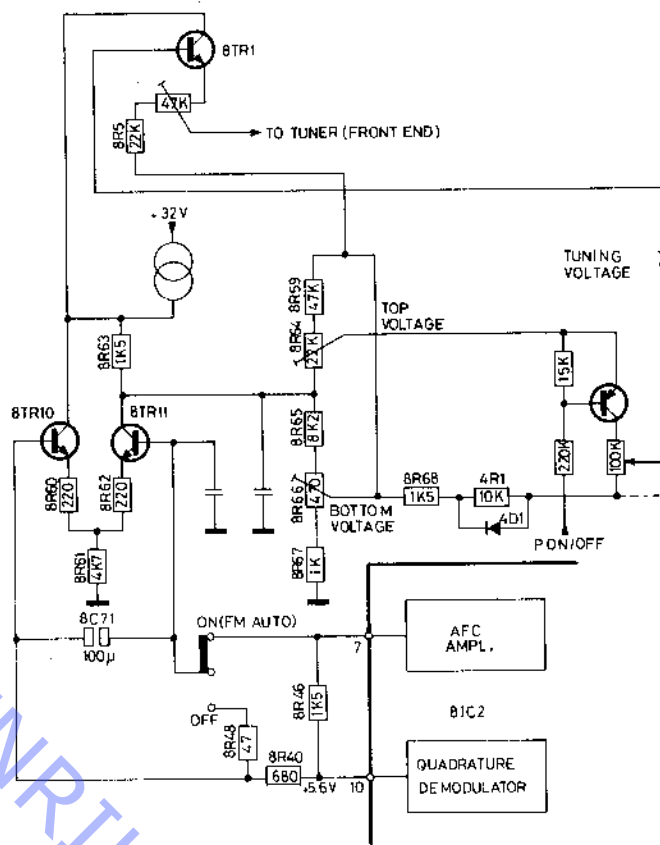 8TR1
47K
8R5
22K
TO TUNER (FRONT END)
+32V
TUNING
VOLTAGE
8R59
47K
TOP
VOLTAGE
8R64
22K
8R63
1K5
15K
8TR10
8TR11
8R65
8K2
8R60
220
8R62
220
8R66
470
BOTTOM
VOLTAGE
8R68
1K5
4R1
10K
4D1
220K
100K
P ON/OFF
8R61
4K7
8R67
1K
8C71
100µ
ON(FM AUTO)
7
AFC
AMPL.
8R46
1K5
8IC2
OFF
8R48
47
8R40
680
+5.6V
10
QUADRATURE
DEMODULATOR